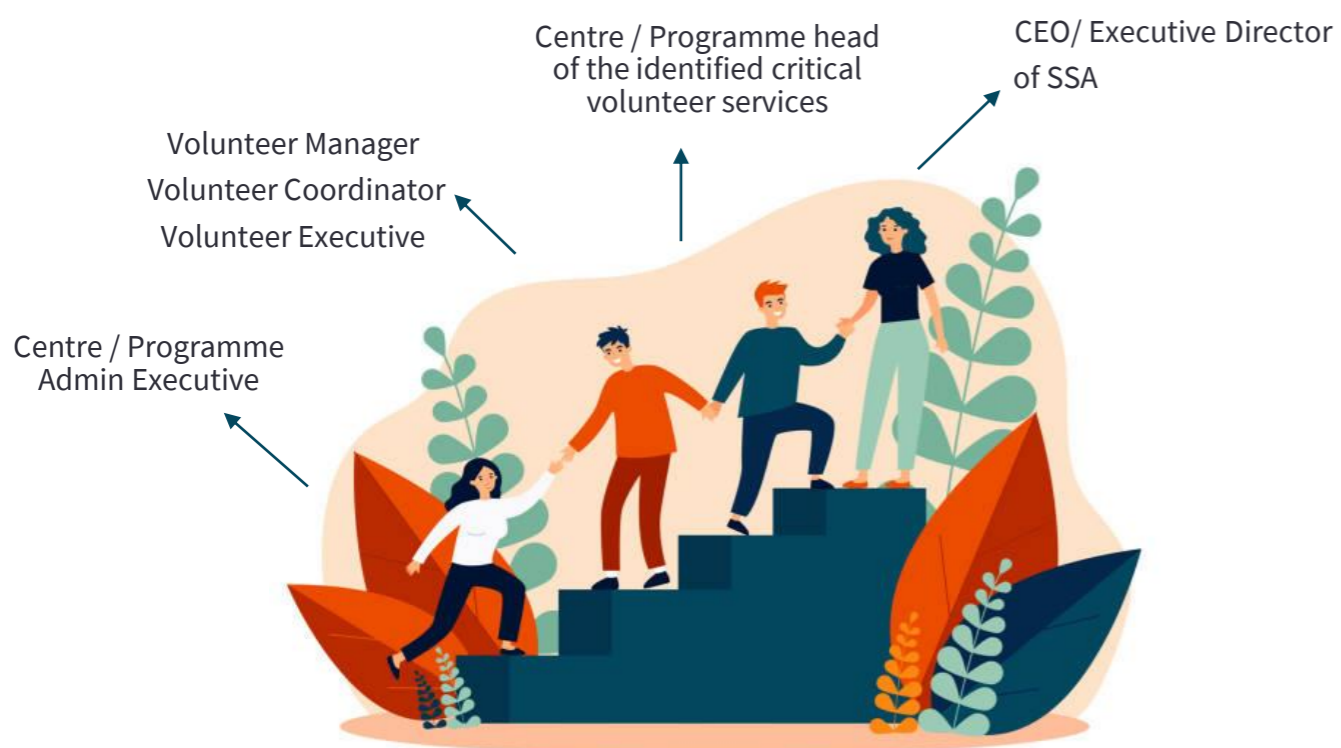 Centre / Programme head
of the identified critical
volunteer services
CEO/ Executive Director
of SSA
Volunteer Manager
Volunteer Coordinator
Volunteer Executive
Centre / Programme
Admin Executive